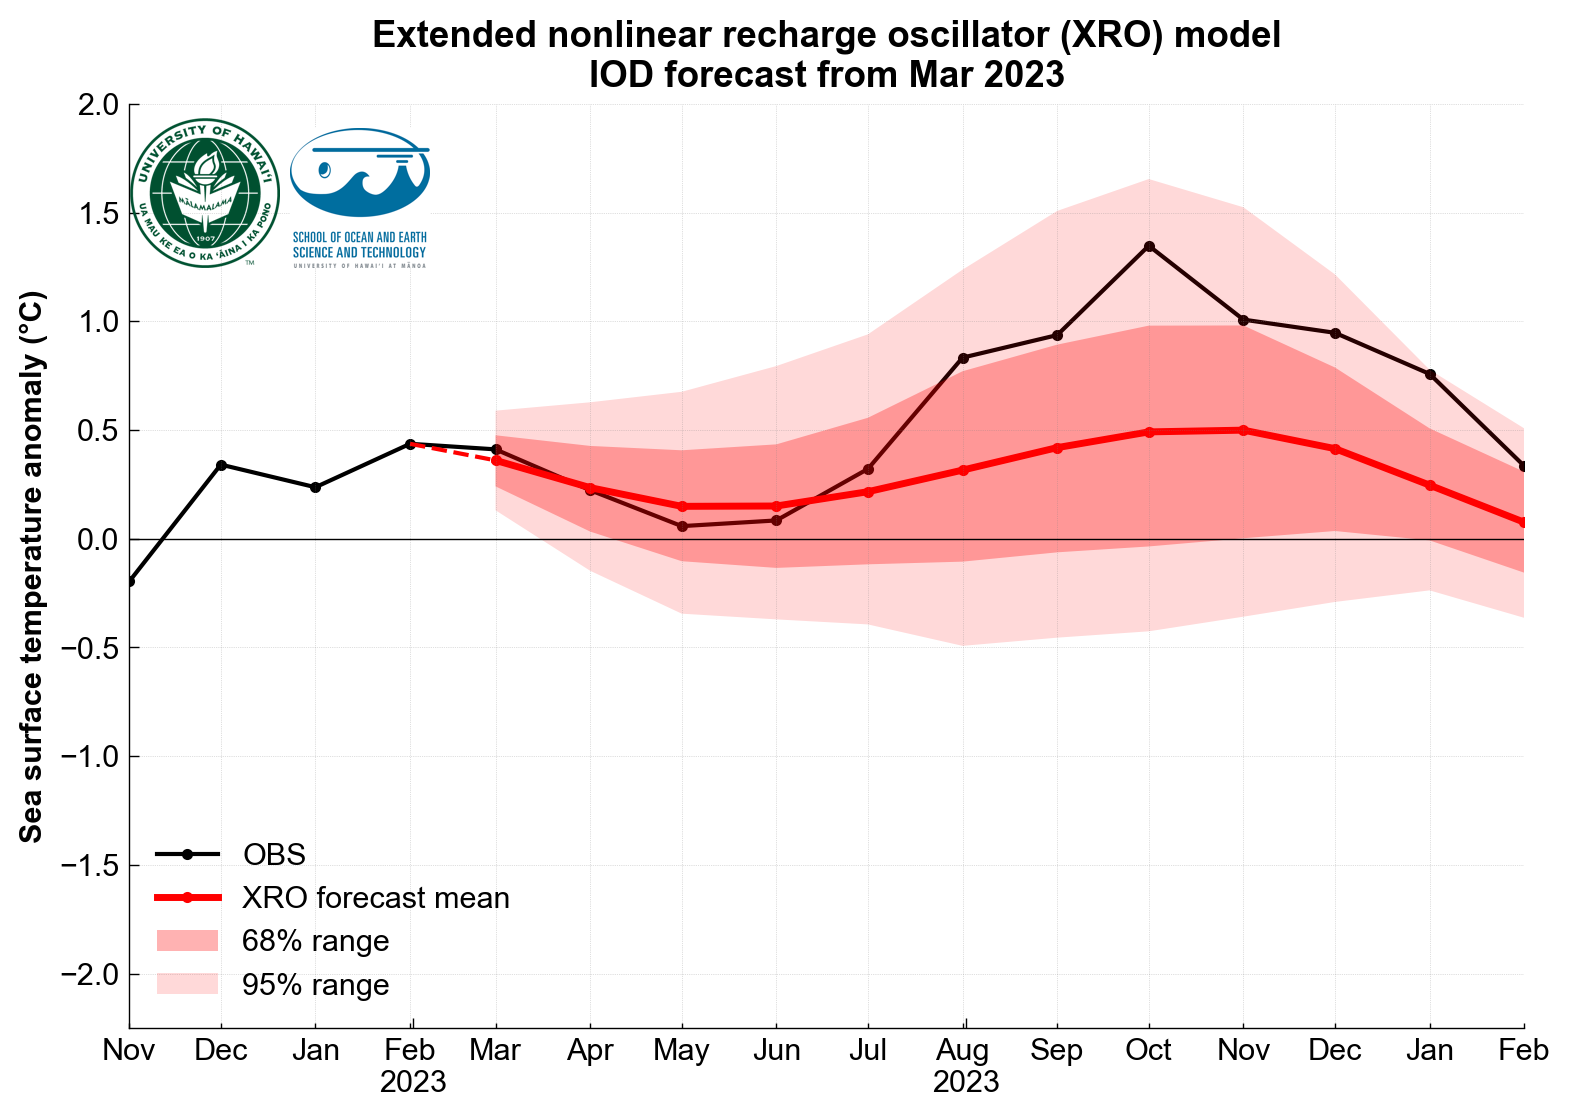 Extended nonlinear recharge oscillator (XRO) model
IOD forecast from Mar 2023
UNIVERSITY OF HAWAIʻI
MĀLAMALAMA
1907
UA MAU KE EA O KA ʻĀINA I KA PONO
TM
SCHOOL OF OCEAN AND EARTH
SCIENCE AND TECHNOLOGY
UNIVERSITY OF HAWAIʻI AT MĀNOA
Sea surface temperature anomaly (°C)
2.0
1.5
1.0
0.5
0.0
−0.5
−1.0
−1.5
−2.0
OBS
XRO forecast mean
68% range
95% range
Nov Dec Jan Feb Mar Apr May Jun Jul Aug Sep Oct Nov Dec Jan Feb
2023 2023